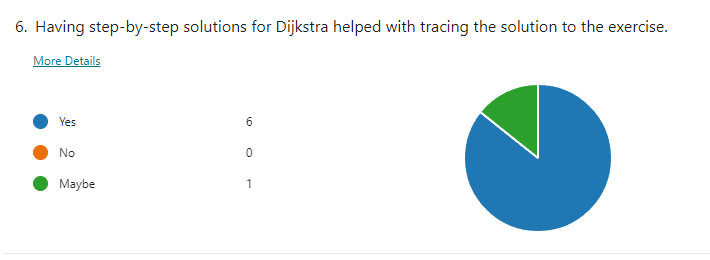 6. Having step-by-step solutions for Dijkstra helped with tracing the solution to the exercise.
More Details
Yes 6
No 0
Maybe 1